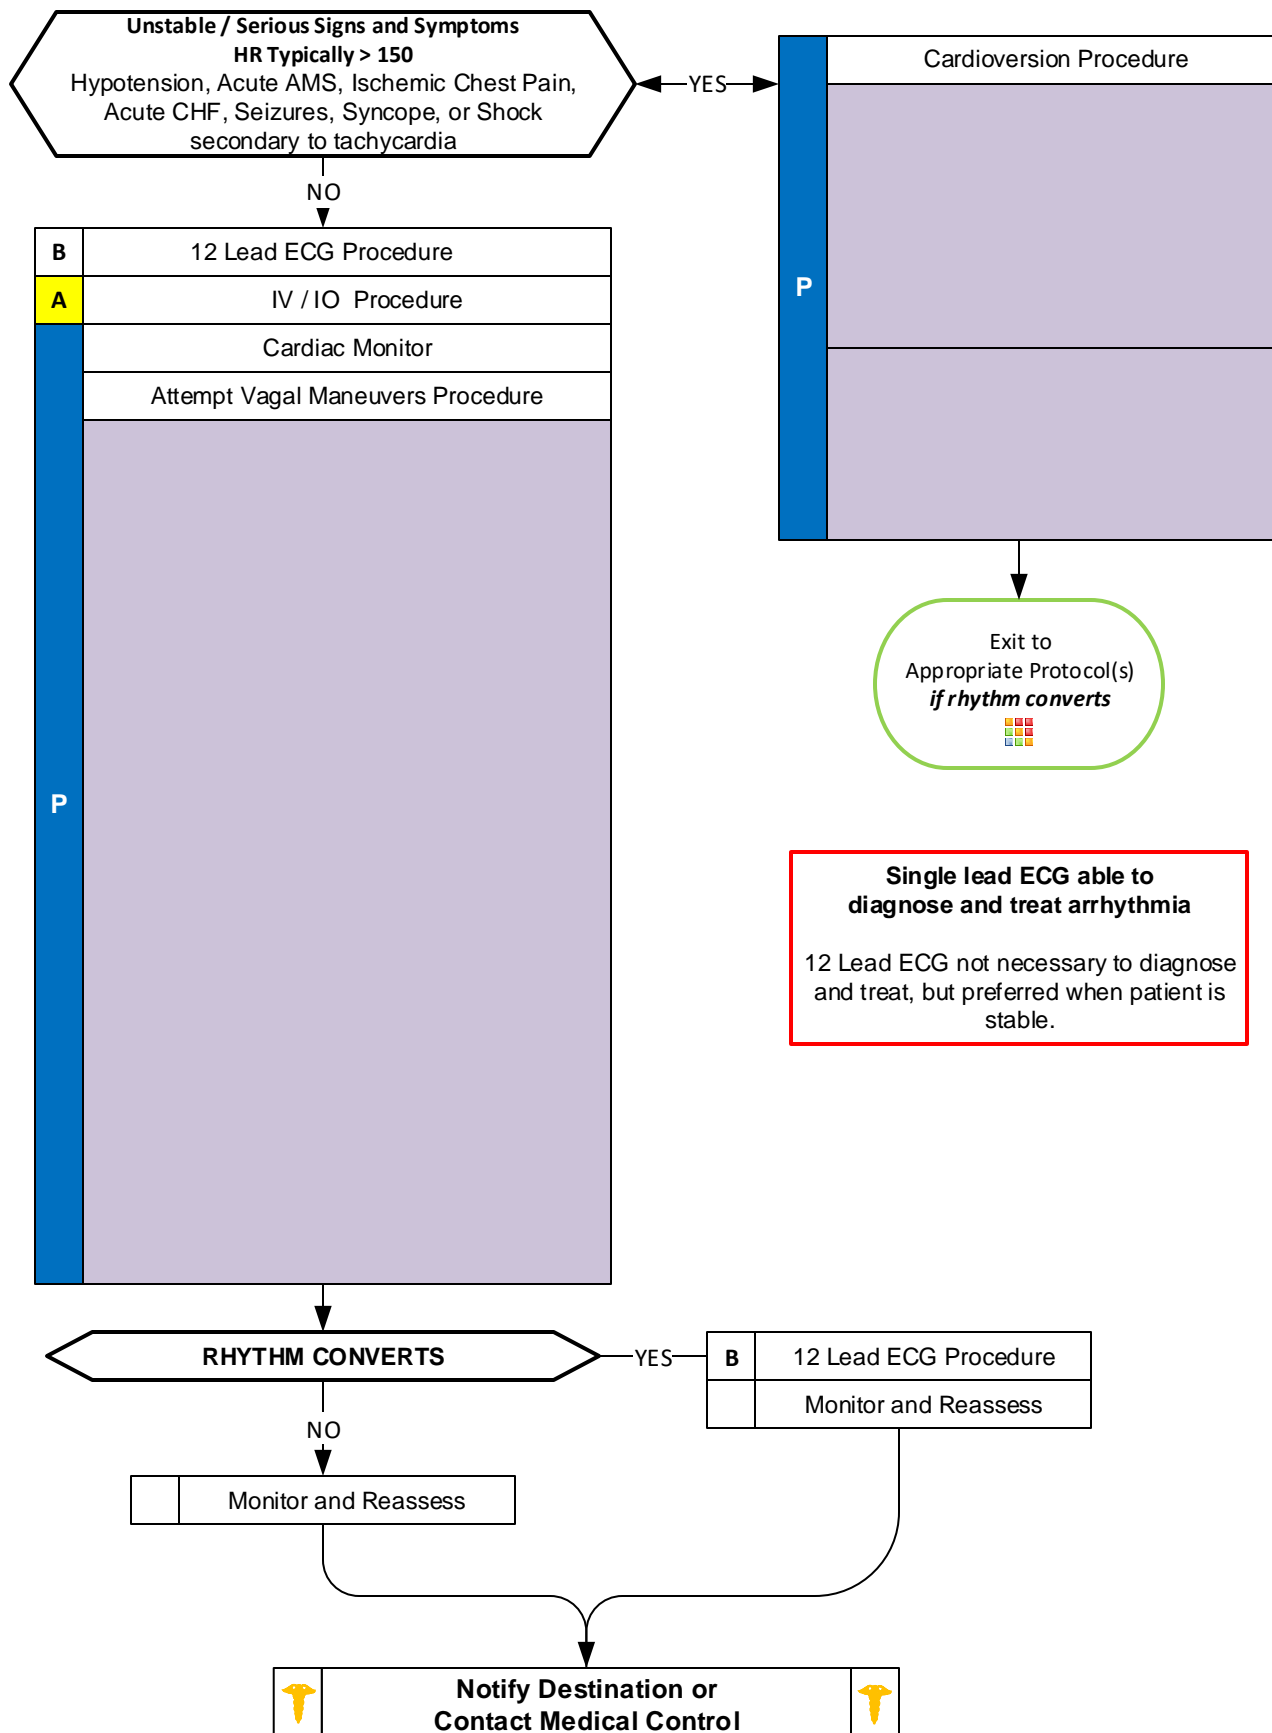 Unstable / Serious Signs and Symptoms
HR Typically > 150
Hypotension, Acute AMS, Ischemic Chest Pain,
Acute CHF, Seizures, Syncope, or Shock
secondary to tachycardia
YES
Cardioversion Procedure
P
NO
B
12 Lead ECG Procedure
A
IV / IO Procedure
P
Cardiac Monitor
Attempt Vagal Maneuvers Procedure
Exit to
Appropriate Protocol(s)
if rhythm converts
Single lead ECG able to
diagnose and treat arrhythmia
12 Lead ECG not necessary to diagnose
and treat, but preferred when patient is
stable.
RHYTHM CONVERTS
YES
B
12 Lead ECG Procedure
Monitor and Reassess
NO
Monitor and Reassess
Notify Destination or
Contact Medical Control